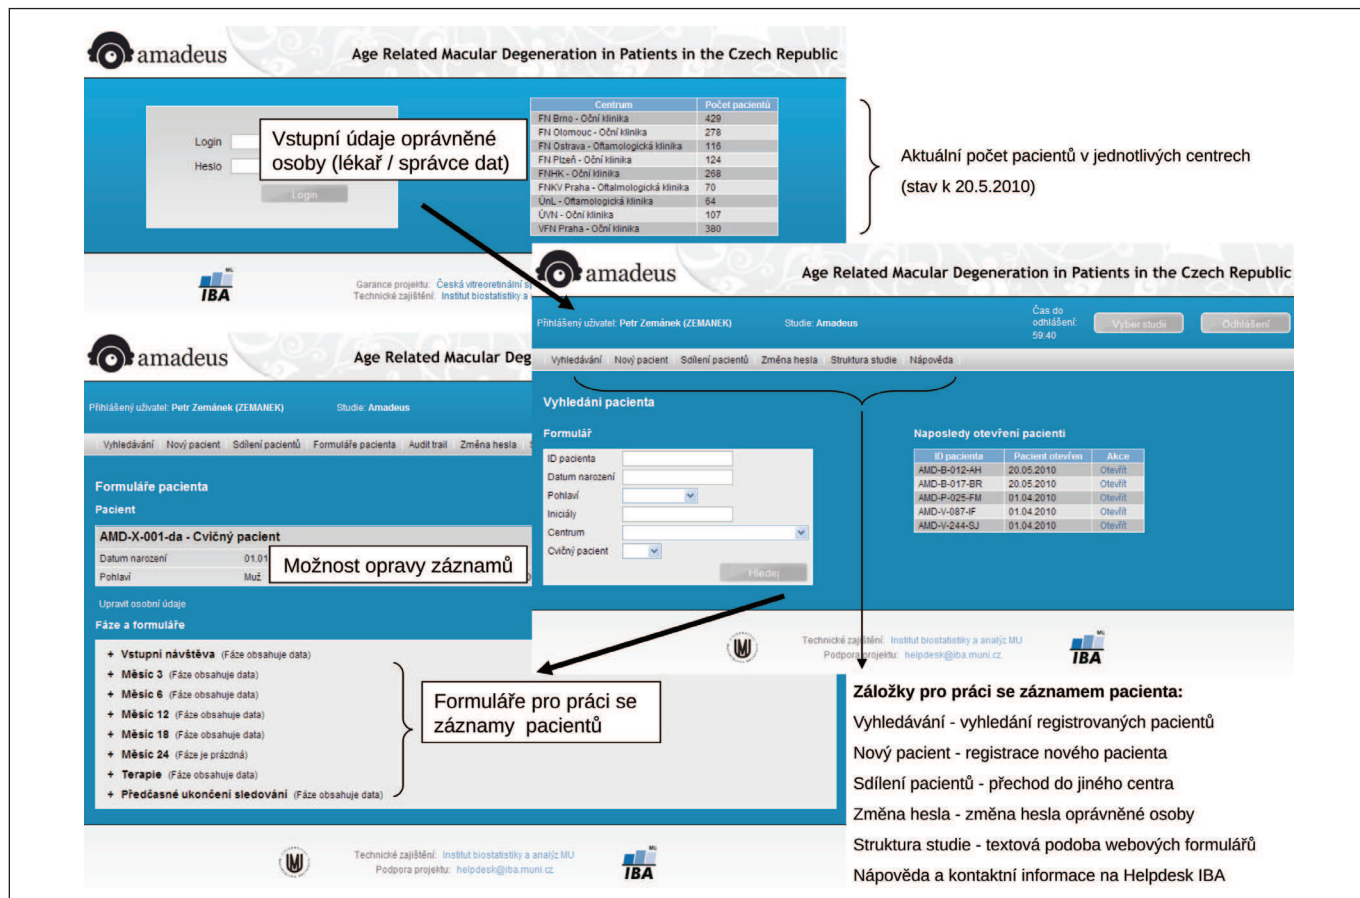 amadeus
Age Related Macular Degeneration in Patients in the Czech Republic
Login
Heslo
Login
Vstupní údaje oprávněné
osoby (lékař / správce dat)
Centrum Počet pacientů
FN Brno - Oční klinika 429
FN Olomouc - Oční klinika 278
FN Ostrava - Oftamologická klinika 116
FN Plzeň - Oční klinika 124
FNHK - Oční klinika 268
FNKV Praha - Oftalmologická klinika 70
ÚnL - Oftamologická klinika 64
ÚVN - Oční klinika 107
VFN Praha - Oční klinika 380
Aktuální počet pacientů v jednotlivých centrech
(stav k 20.5.2010)
MU
IBA
Garance projektu: Česká vitreoretinální
Technické zajištění: Institut biostatistiky a
amadeus
Age Related Macular Degeneration in Patients in the Czech Republic
Přihlášený uživatel: Petr Zemánek (ZEMANEK) Studie: Amadeus
Čas do
odhlášení:
59:40
Vyber studii Odhlášení
Vyhledávání Nový pacient Sdílení pacientů Změna hesla Struktura studie Nápověda
Vyhledání pacienta
Formulář
ID pacienta
Datum narození
Pohlaví
Iniciály
Centrum
Cvičný pacient
Hledej
Naposledy otevření pacienti
ID pacienta Pacient otevřen Akce
AMD-B-012-AH 20.05.2010 Otevřít
AMD-B-017-BR 20.05.2010 Otevřít
AMD-P-025-FM 01.04.2010 Otevřít
AMD-V-087-IF 01.04.2010 Otevřít
AMD-V-244-SJ 01.04.2010 Otevřít
Technické zajištění: Institut biostatistiky a analýz MU
Podpora projektu: helpdesk@iba.muni.cz
MU
IBA
amadeus
Age Related Macular Deg
Přihlášený uživatel: Petr Zemánek (ZEMANEK) Studie: Amadeus
Vyhledávání Nový pacient Sdílení pacientů Formuláře pacienta Audit trail Změna hesla
Formuláře pacienta
Pacient
AMD-X-001-da - Cvičný pacient
Datum narození 01.01
Pohlaví Muž
Možnost opravy záznamů
Upravit osobní údaje
Fáze a formuláře
+ Vstupní návštěva (Fáze obsahuje data)
+ Měsíc 3 (Fáze obsahuje data)
+ Měsíc 6 (Fáze obsahuje data)
+ Měsíc 12 (Fáze obsahuje data)
+ Měsíc 18 (Fáze obsahuje data)
+ Měsíc 24 (Fáze je prázdná)
+ Terapie (Fáze obsahuje data)
+ Předčasné ukončení sledování (Fáze obsahuje data)
Formuláře pro práci se
záznamy pacientů
Technické zajištění: Institut biostatistiky a analýz MU
Podpora projektu: helpdesk@iba.muni.cz
MU
IBA
Záložky pro práci se záznamem pacienta:
Vyhledávání - vyhledání registrovaných pacientů
Nový pacient - registrace nového pacienta
Sdílení pacientů - přechod do jiného centra
Změna hesla - změna hesla oprávněné osoby
Struktura studie - textová podoba webových formulářů
Nápověda a kontaktní informace na Helpdesk IBA